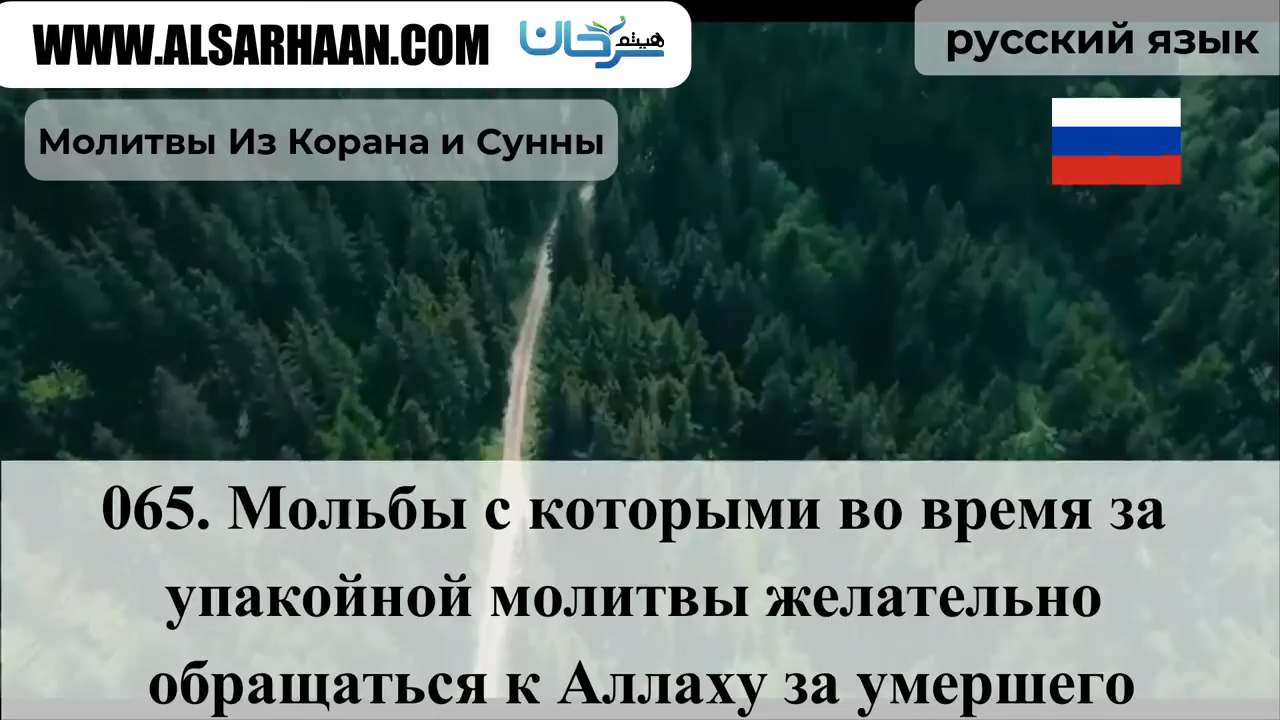 WWW.ALSARHAAN.COM هيثم سرحان
русский язык
Молитвы Из Корана и Сунны
065. Мольбы с которыми во время за
упакойной молитвы желательно
обращаться к Аллаху за умершего